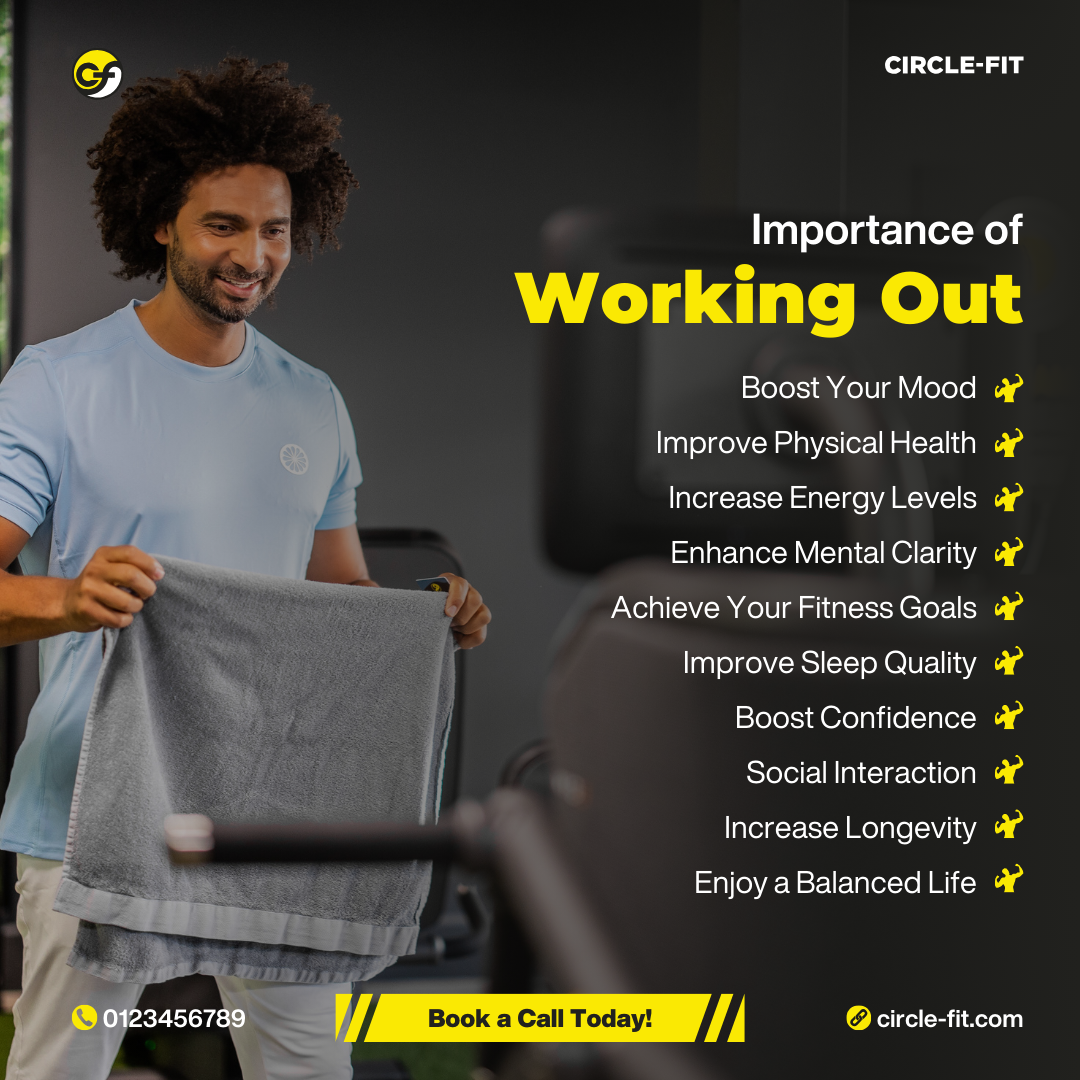 CF
CIRCLE-FIT
Importance of
Working Out
Boost Your Mood
Improve Physical Health
Increase Energy Levels
Enhance Mental Clarity
Achieve Your Fitness Goals
Improve Sleep Quality
Boost Confidence
Social Interaction
Increase Longevity
Enjoy a Balanced Life
0123456789
Book a Call Today!
circle-fit.com